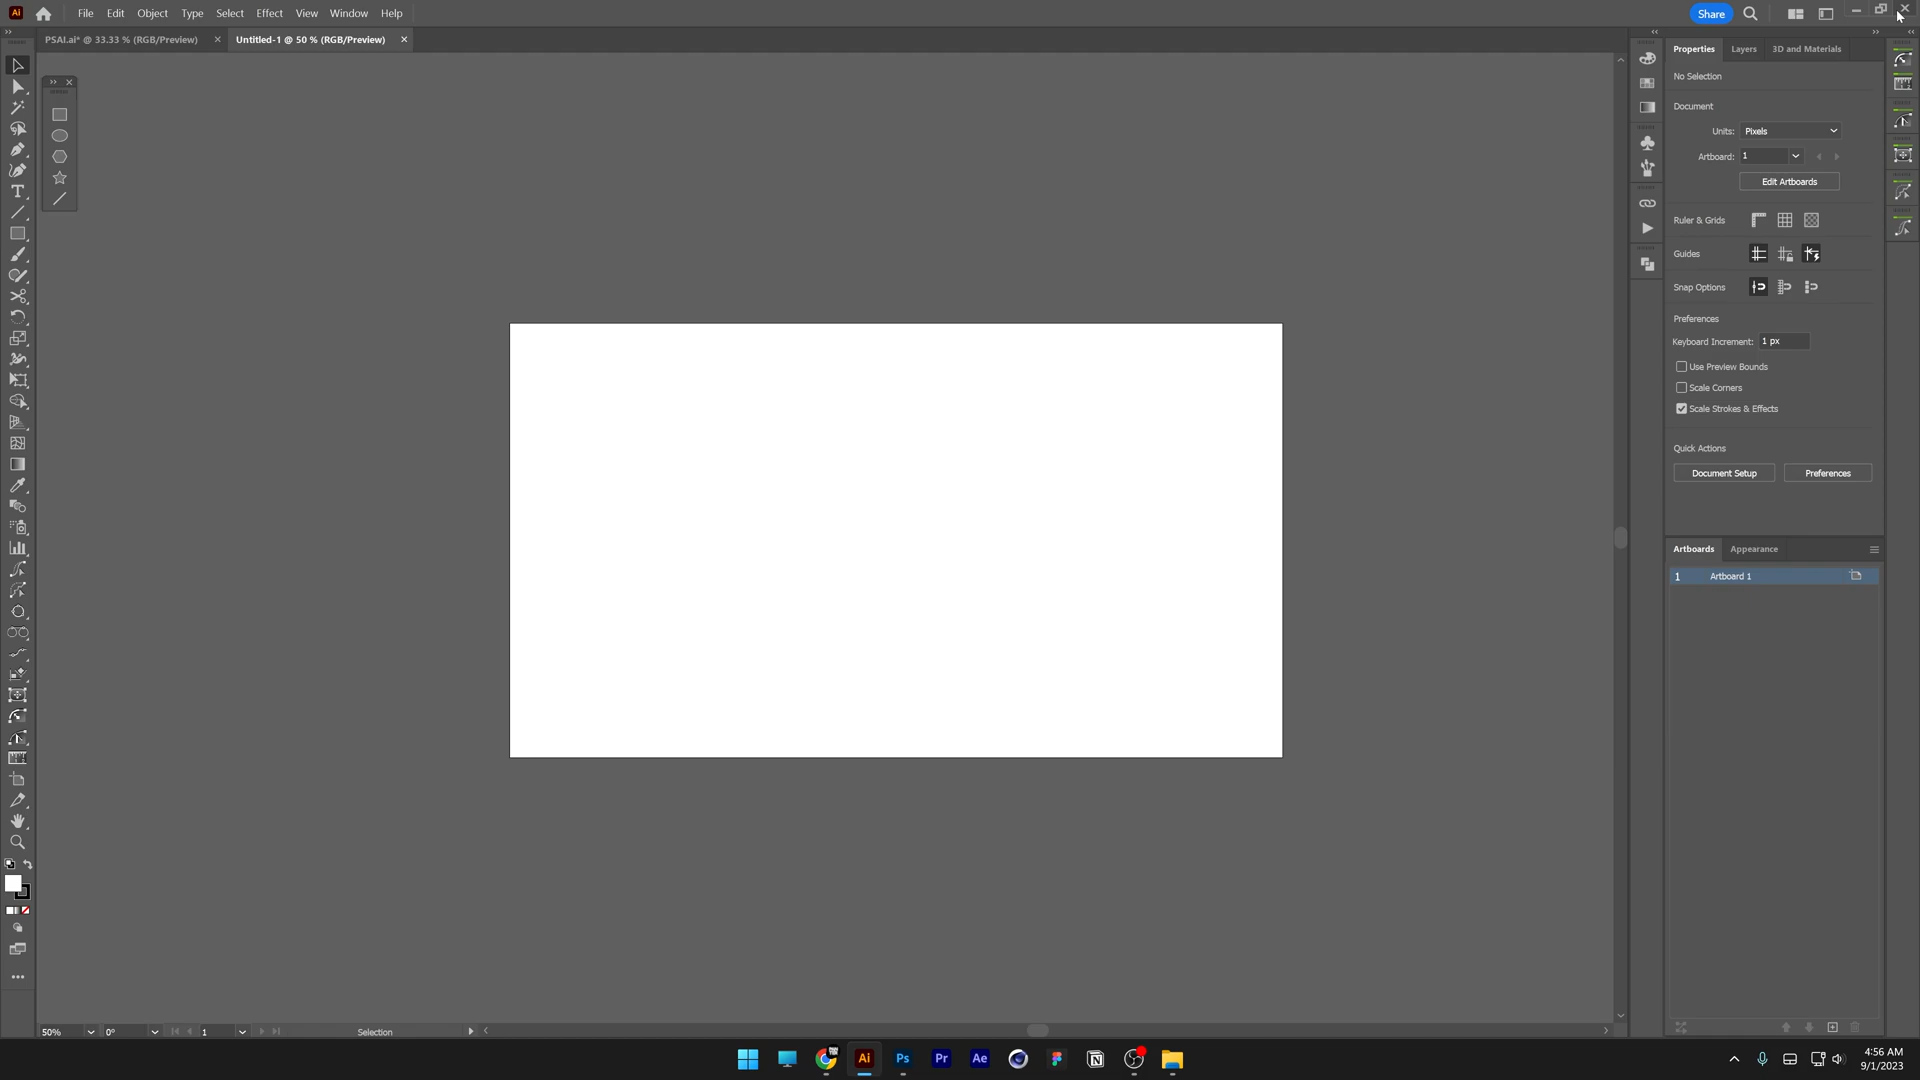 Ai File Edit Object Type Select Effect View Window Help Share
PSAI.ai* @ 33.33 % (RGB/Preview) Untitled-1 @ 50 % (RGB/Preview)
Properties Layers 3D and Materials
No Selection
Document
Units: Pixels
Artboard: 1
Edit Artboards
Ruler & Grids
Guides
Snap Options
Preferences
Keyboard Increment: 1 px
Use Preview Bounds
Scale Corners
Scale Strokes & Effects
Quick Actions
Document Setup Preferences
Artboards Appearance
1 Artboard 1
50% 0° 1 Selection
Ai Ps Pr Ae
4:56 AM
9/1/2023